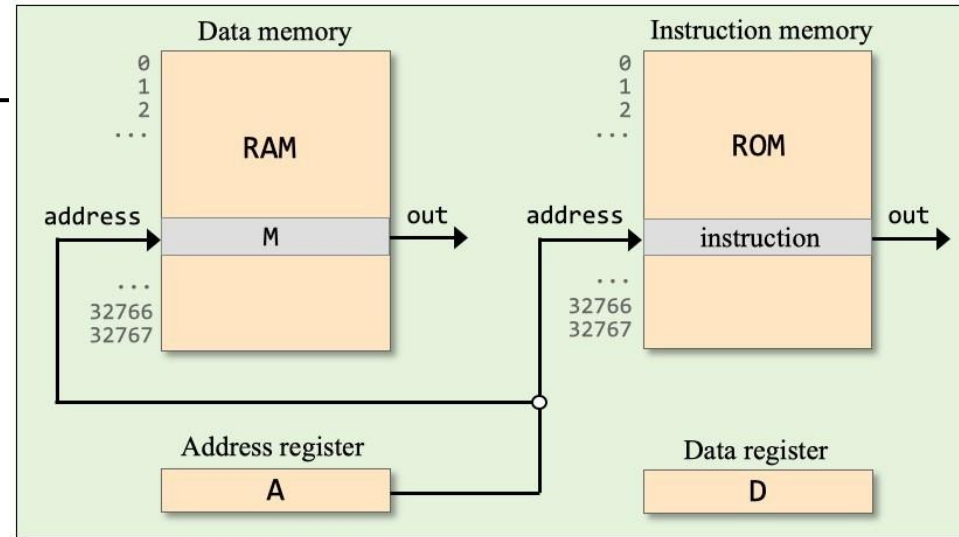 Data memory
0
1
2
...
RAM
address
M
out
...
32766
32767
Instruction memory
0
1
2
...
ROM
address
instruction
out
...
32766
32767
Address register
A
Data register
D